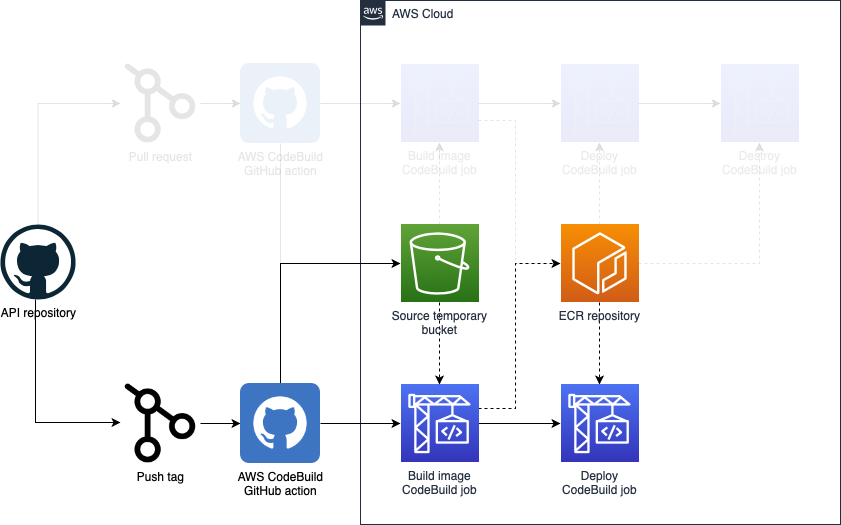 aws
AWS Cloud
Pull request
AWS CodeBuild
GitHub action
Build image
CodeBuild job
Deploy
CodeBuild job
Destroy
CodeBuild job
API repository
Source temporary
bucket
ECR repository
Push tag
AWS CodeBuild
GitHub action
Build image
CodeBuild job
Deploy
CodeBuild job